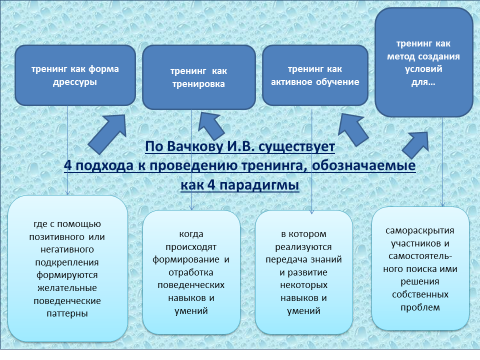 тренинг как форма
дрессуры
тренинг как
тренировка
тренинг как
активное обучение
тренинг как
метод создания
условий
для...
По Вачкову И.В. существует
4 подхода к проведению тренинга, обозначаемые
как 4 парадигмы
где с помощью
позитивного или
негативного
подкрепления
формируются
желательные
поведенческие
паттерны
когда
происходят
формирование и
отработка
поведенческих
навыков и
умений
в котором
реализуются
передача знаний
и развитие
некоторых
навыков и
умений
самораскрытия
участников и
самостоятель-
ного поиска ими
решения
собственных
проблем